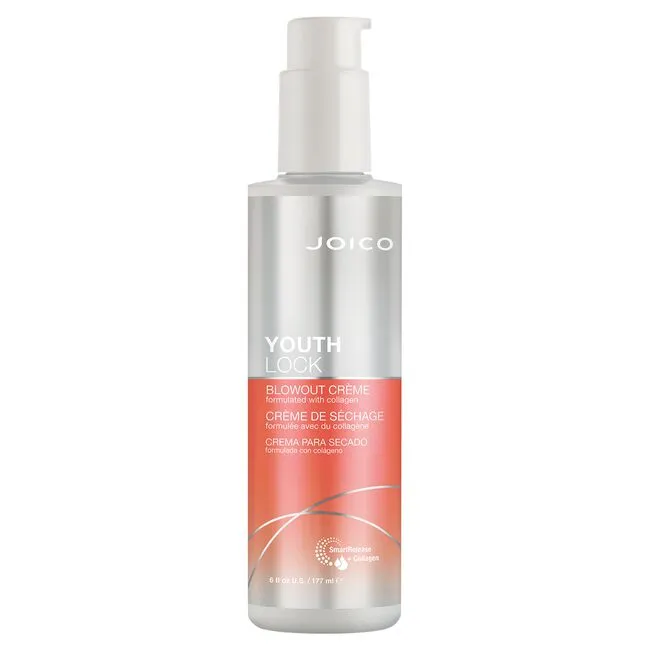 JOICO
YOUTH
LOCK
BLOWOUT CRÈME
formulated with collagen
CRÈME DE SÉCHAGE
formulée avec du collagène
CREMA PARA SECADO
formulada con colágeno
SmartRelease
+ Collagen
6 fl oz U.S. / 177 ml ℮